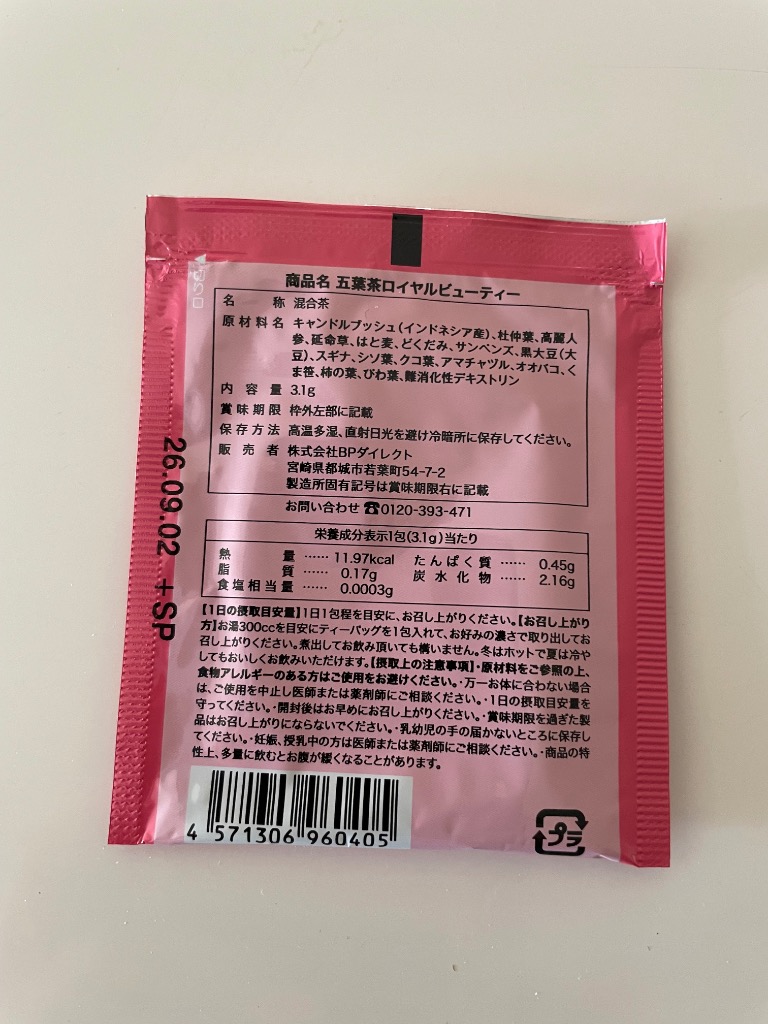 商品名 五葉茶ロイヤルビューティー
名称 混合茶
原材料名 キャンドルブッシュ(インドネシア産)、杜仲葉、高麗人
参、延命草、はと麦、どくだみ、サンペンズ、黒大豆(大
豆)、スギナ、シソ葉、クコ葉、アマチャヅル、オオバコ、く
ま笹、柿の葉、びわ葉、難消化性デキストリン
内容量 3.1g
賞味期限 枠外左部に記載
保存方法 高温多湿、直射日光を避け冷暗所に保存してください。
販売者 株式会社BPダイレクト
宮崎県都城市若葉町54-7-2
製造所固有記号は賞味期限右に記載
お問い合わせ ☎0120-393-471
栄養成分表示1包(3.1g)当たり
熱量 …… 11.97kcal たんぱく質 …… 0.45g
脂質 …… 0.17g 炭水化物 …… 2.16g
食塩相当量 …… 0.0003g
【1日の摂取目安量】1日1包程を目安に、お召し上がりください。【お召し上がり
方】お湯300ccを目安にティーバッグを1包入れて、お好みの濃さで取り出してお
召し上がりください。煮出してお飲み頂いても構いません。冬はホットで夏は冷や
してもおいしくお飲みいただけます。【摂取上の注意事項】・原材料をご参照の上、
食物アレルギーのある方はご使用をお避けください。・万一お体に合わない場合
は、ご使用を中止し医師または薬剤師にご相談ください。・1日の摂取目安量を
守ってください。・開封後はお早めにお召し上がりください。・賞味期限を過ぎた製
品はお召し上がりにならないでください。・乳幼児の手の届かないところに保存し
てください。・妊娠、授乳中の方は医師または薬剤師にご相談ください。・商品の特
性上、多量に飲むとお腹が緩くなることがあります。
26.09.02 +SP
4 571306 960405
プラ